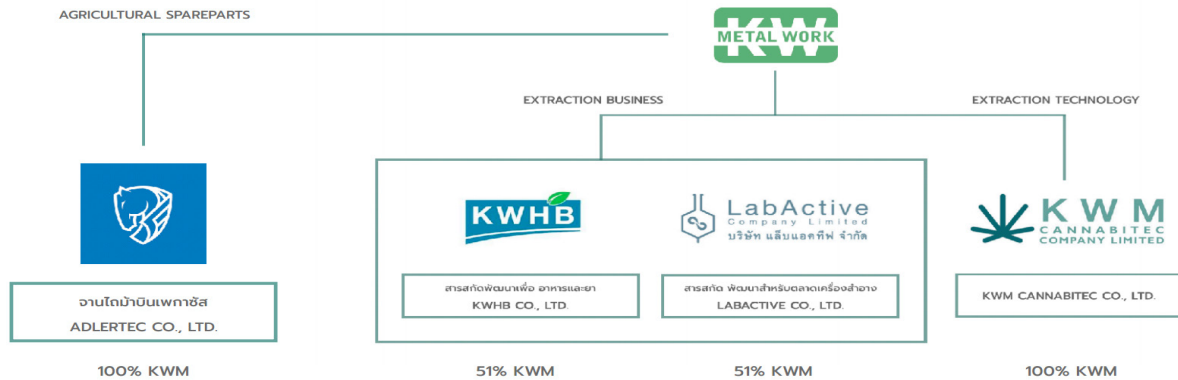 AGRICULTURAL SPAREPARTS
KW
METAL WORK
EXTRACTION BUSINESS
EXTRACTION TECHNOLOGY
KWHB
LabActive
Company Limited
บริษัท แล็บแอคทีฟ จำกัด
KWM
CANNABITEC
COMPANY LIMITED
จานไถม้าบินเพกาซัส
ADLERTEC CO., LTD.
สารสกัดพัฒนาเพื่อ อาหารและยา
KWHB CO., LTD.
สารสกัด พัฒนาสำหรับตลาดเครื่องสำอาง
LABACTIVE CO., LTD.
KWM CANNABITEC CO., LTD.
100% KWM
51% KWM
51% KWM
100% KWM